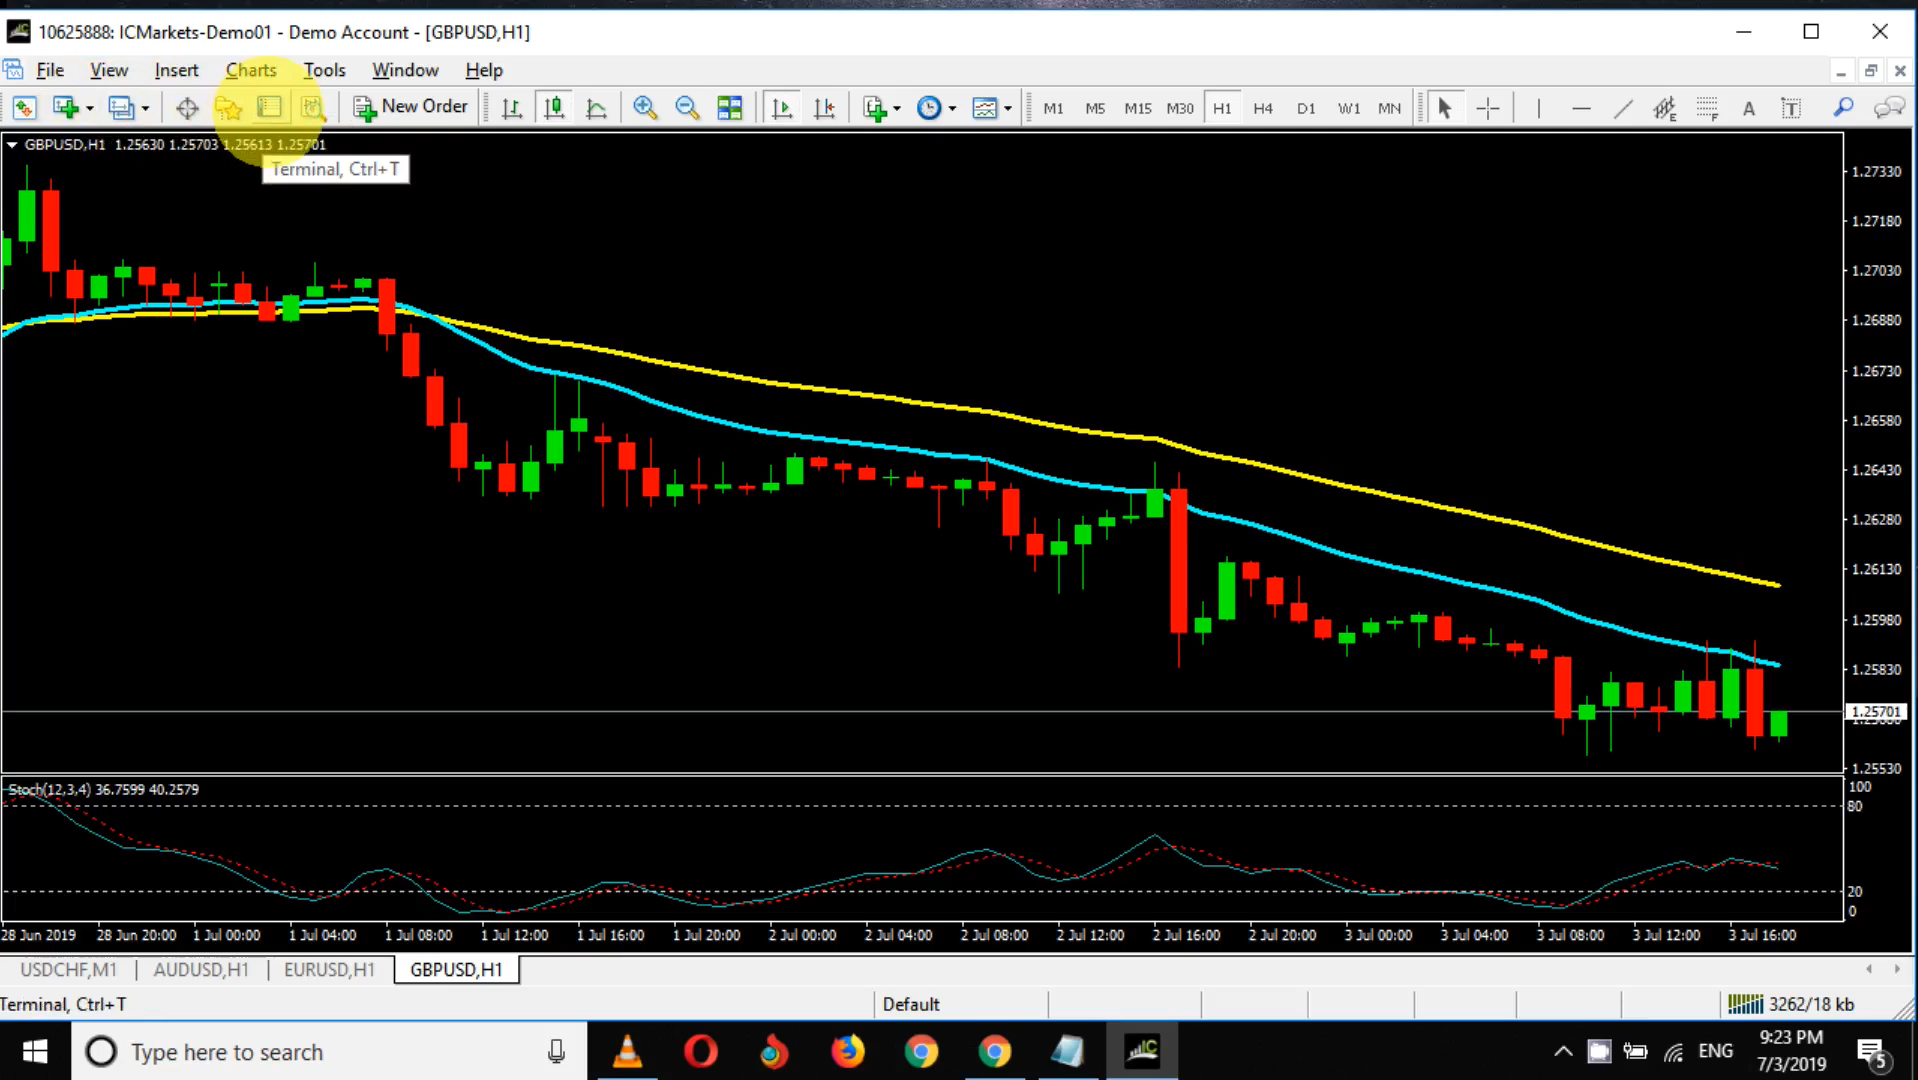 10625888: ICMarkets-Demo01 - Demo Account - [GBPUSD,H1]
File View Insert Charts Tools Window Help
New Order M1 M5 M15 M30 H1 H4 D1 W1 MN A T
GBPUSD,H1 1.25630 1.25703 1.25613 1.25701
Terminal, Ctrl+T
1.27330
1.27180
1.27030
1.26880
1.26730
1.26580
1.26430
1.26280
1.26130
1.25980
1.25830
1.25701
1.25530
Stoch(12,3,4) 36.7599 40.2579
100
80
20
0
28 Jun 2019 28 Jun 20:00 1 Jul 00:00 1 Jul 04:00 1 Jul 08:00 1 Jul 12:00 1 Jul 16:00 1 Jul 20:00 2 Jul 00:00 2 Jul 04:00 2 Jul 08:00 2 Jul 12:00 2 Jul 16:00 2 Jul 20:00 3 Jul 00:00 3 Jul 04:00 3 Jul 08:00 3 Jul 12:00 3 Jul 16:00
USDCHF,M1 AUDUSD,H1 EURUSD,H1 GBPUSD,H1
Terminal, Ctrl+T Default 3262/18 kb
Type here to search IC ENG 9:23 PM
7/3/2019 5